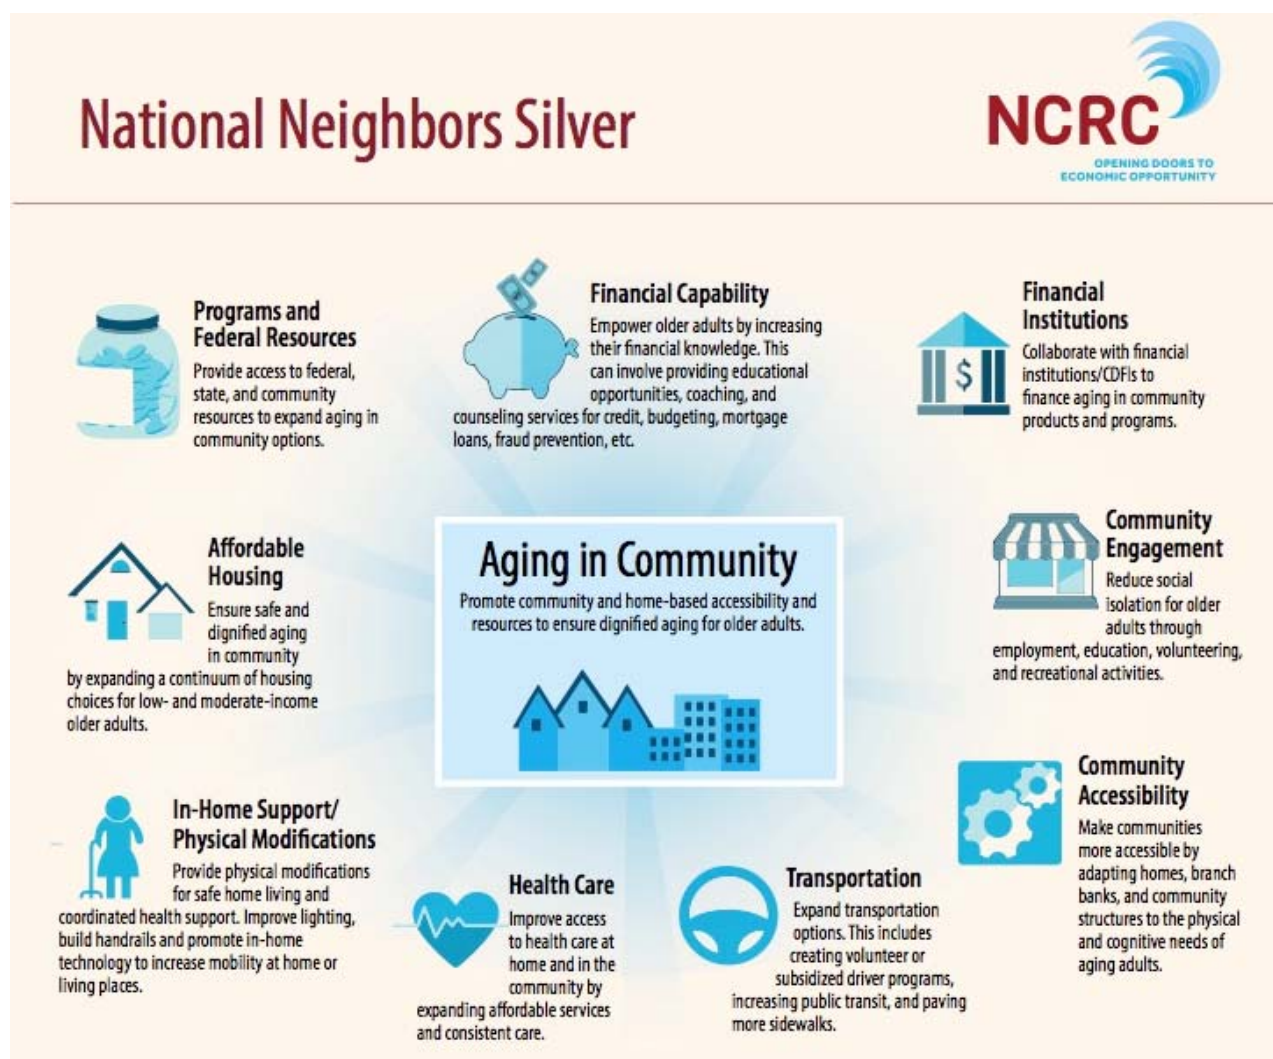 National Neighbors Silver
NCRC
OPENING DOORS TO
ECONOMIC OPPORTUNITY
Programs and
Federal Resources
Provide access to federal,
state, and community
resources to expand aging in
community options.
Financial Capability
Empower older adults by increasing
their financial knowledge. This
can involve providing educational
opportunities, coaching, and
counseling services for credit, budgeting, mortgage
loans, fraud prevention, etc.
Financial
Institutions
Collaborate with financial
institutions/CDFIs to
finance aging in community
products and programs.
$
Affordable
Housing
Ensure safe and
dignified aging
in community
by expanding a continuum of housing
choices for low- and moderate-income
older adults.
Aging in Community
Promote community and home-based accessibility and
resources to ensure dignified aging for older adults.
Community
Engagement
Reduce social
isolation for older
adults through
employment, education, volunteering,
and recreational activities.
In-Home Support/
Physical Modifications
Provide physical modifications
for safe home living and
coordinated health support. Improve lighting,
build handrails and promote in-home
technology to increase mobility at home or
living places.
Health Care
Improve access
to health care at
home and in the
community by
expanding affordable services
and consistent care.
Transportation
Expand transportation
options. This includes
creating volunteer or
subsidized driver programs,
increasing public transit, and paving
more sidewalks.
Community
Accessibility
Make communities
more accessible by
adapting homes, branch
banks, and community
structures to the physical
and cognitive needs of
aging adults.